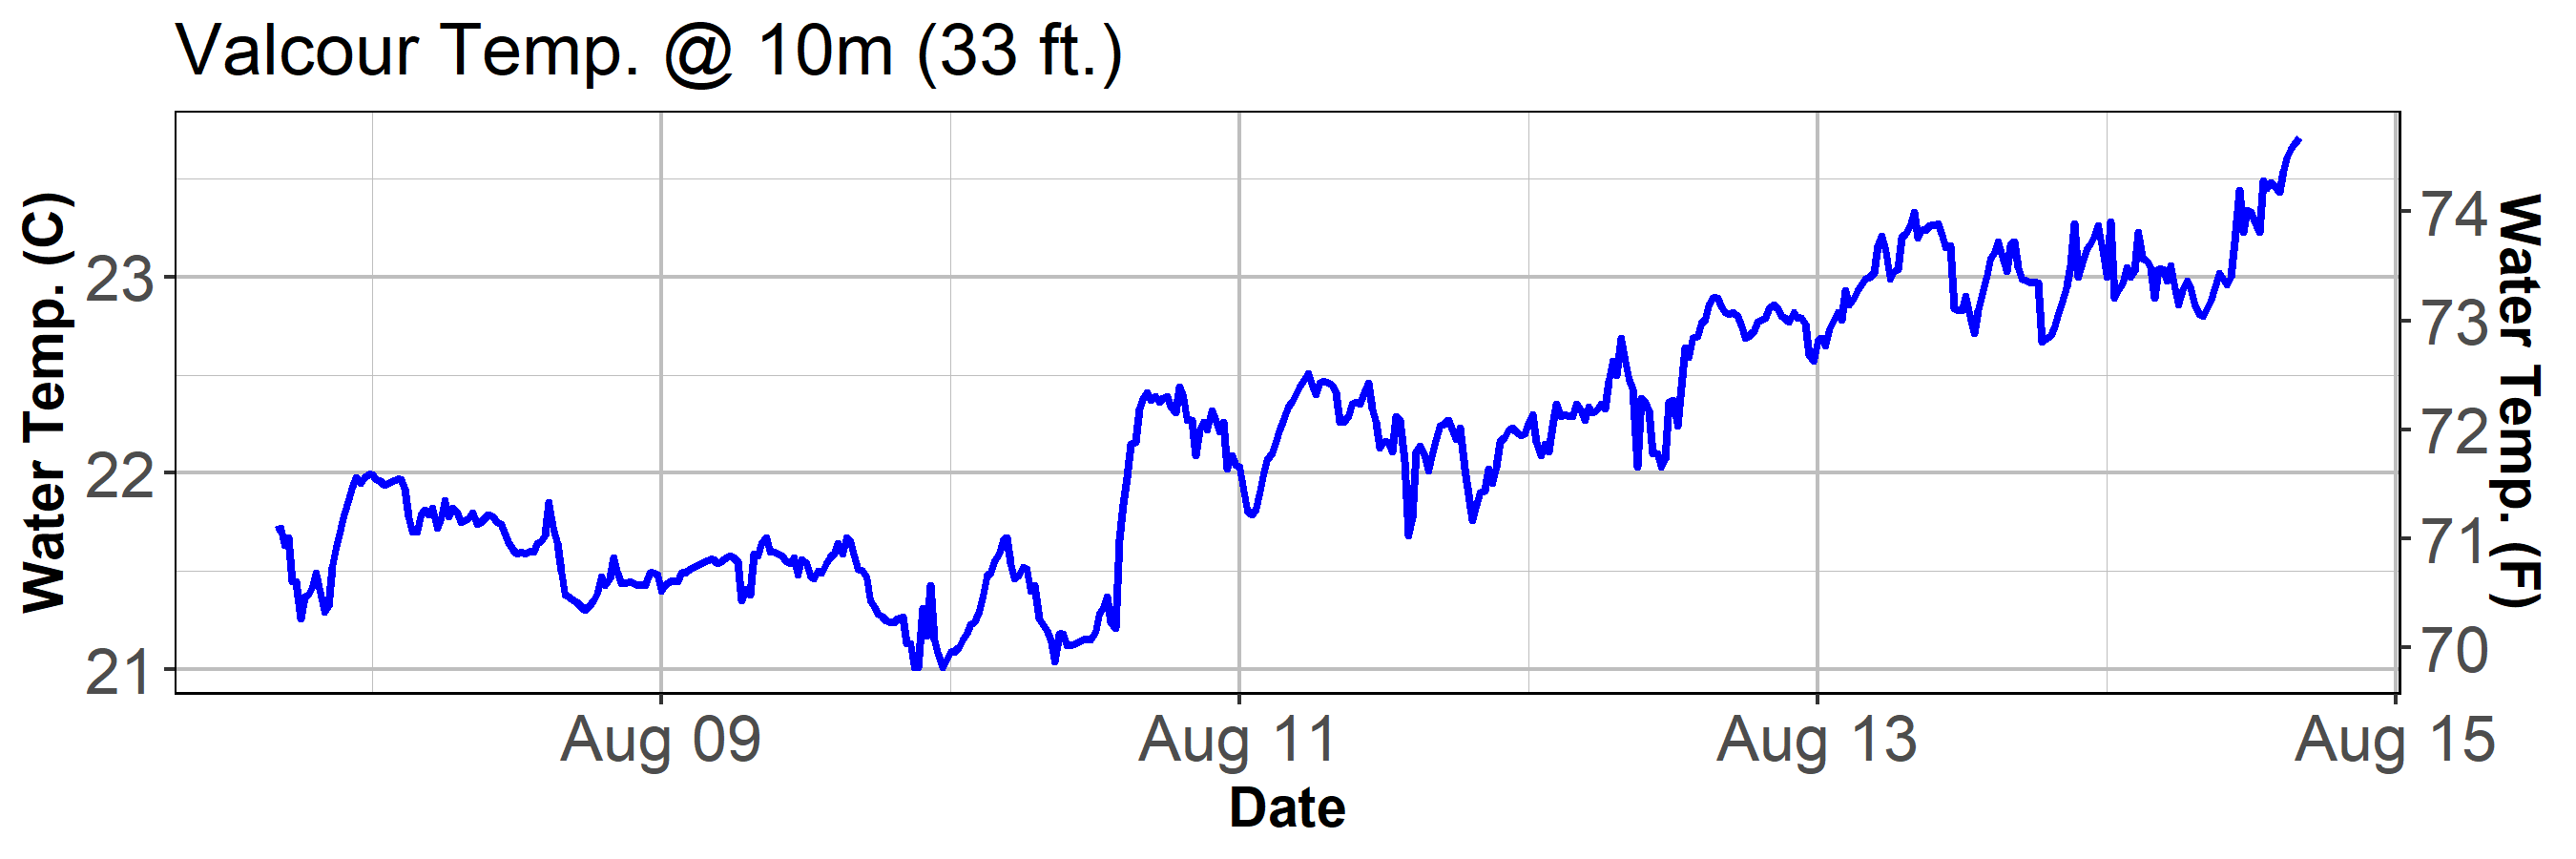 Valcour Temp. @ 10m (33 ft.)
Water Temp. (C)
23
22
21
74
73
72
71
70
Water Temp. (F)
Aug 09 Aug 11 Aug 13 Aug 15
Date